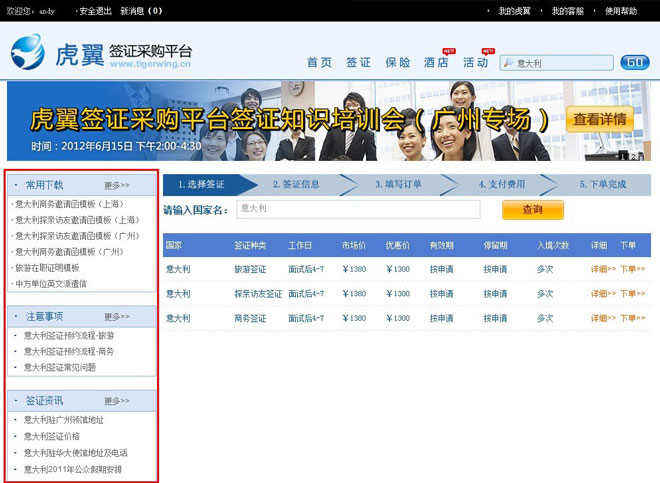 欢迎您，andy ·安全退出 新消息（0） ·我的虎翼 ·我的客服 ·使用帮助
虎翼 签证采购平台
www.tigerwing.cn
首页 签证 保险 酒店 NEW 活动 NEW 意大利 GO
虎翼签证采购平台签证知识培训会（广州专场） 查看详情
时间：2012年6月15日 下午2:00-4:30
1 2
· 常用下载 更多>>
·意大利商务邀请函模板（上海）
·意大利探亲访友邀请函模板（上海）
·意大利探亲访友邀请函模板（广州）
·意大利商务邀请函模板（广州）
·旅游在职证明模板
·中方单位英文派遣信
· 注意事项 更多>>
· 意大利签证预约流程-旅游
· 意大利签证预约流程-商务
· 意大利签证常见问题
· 签证资讯 更多>>
· 意大利驻广州领馆地址
· 意大利签证价格
· 意大利驻华大使馆地址及电话
· 意大利2011年公众假期安排
1.选择签证 2.签证信息 3.填写订单 4.支付费用 5.下单完成
请输入国家名： 意大利 查询
国家 签证种类 工作日 市场价 优惠价 有效期 停留期 入境次数 详细 下单
意大利 旅游签证 面试后4-7 ￥1380 ￥1300 按申请 按申请 多次 详细>> 下单>>
意大利 探亲访友签证 面试后4-7 ￥1380 ￥1300 按申请 按申请 多次 详细>> 下单>>
意大利 商务签证 面试后4-7 ￥1380 ￥1300 按申请 按申请 多次 详细>> 下单>>